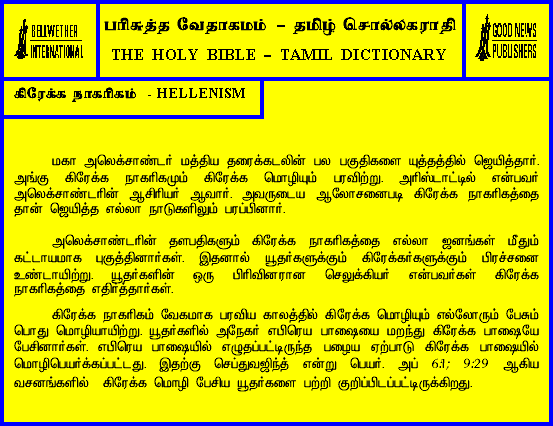 BELLWETHER
INTERNATIONAL
பரிசுத்த வேதாகமம் – தமிழ் சொல்லகராதி
THE HOLY BIBLE – TAMIL DICTIONARY
GOOD NEWS
PUBLISHERS
கிரேக்க நாகரிகம் - HELLENISM
மகா அலெக்சாண்டர் மத்திய தரைக்கடலின் பல பகுதிகளை யுத்தத்தில் ஜெயித்தார்.
அங்கு கிரேக்க நாகரிகமும் கிரேக்க மொழியும் பரவிற்று. அரிஸ்டாட்டில் என்பவர்
அலெக்சாண்டரின் ஆசிரியர் ஆவார். அவருடைய ஆலோசனைபடி கிரேக்க நாகரிகத்தை
தான் ஜெயித்த எல்லா நாடுகளிலும் பரப்பினார்.
அலெக்சாண்டரின் தளபதிகளும் கிரேக்க நாகரிகத்தை எல்லா ஜனங்கள் மீதும்
கட்டாயமாக புகுத்தினார்கள். இதனால் யூதர்களுக்கும் கிரேக்கர்களுக்கும் பிரச்சனை
உண்டாயிற்று. யூதர்களின் ஒரு பிரிவினரான செலுக்கியர் என்பவர்கள் கிரேக்க
நாகரிகத்தை எதிர்த்தார்கள்.
கிரேக்க நாகரிகம் வேகமாக பரவிய காலத்தில் கிரேக்க மொழியும் எல்லோரும் பேசும்
பொது மொழியாயிற்று. யூதர்களில் அநேகர் எபிரெய பாஷையை மறந்து கிரேக்க பாஷையே
பேசினார்கள். எபிரெய பாஷையில் எழுதப்பட்டிருந்த பழைய ஏற்பாடு கிரேக்க பாஷையில்
மொழிபெயர்க்கப்பட்டது. இதற்கு செப்துவஜிந்த் என்று பெயர். அப் 6:1; 9:29 ஆகிய
வசனங்களில் கிரேக்க மொழி பேசிய யூதர்களை பற்றி குறிப்பிடப்பட்டிருக்கிறது.